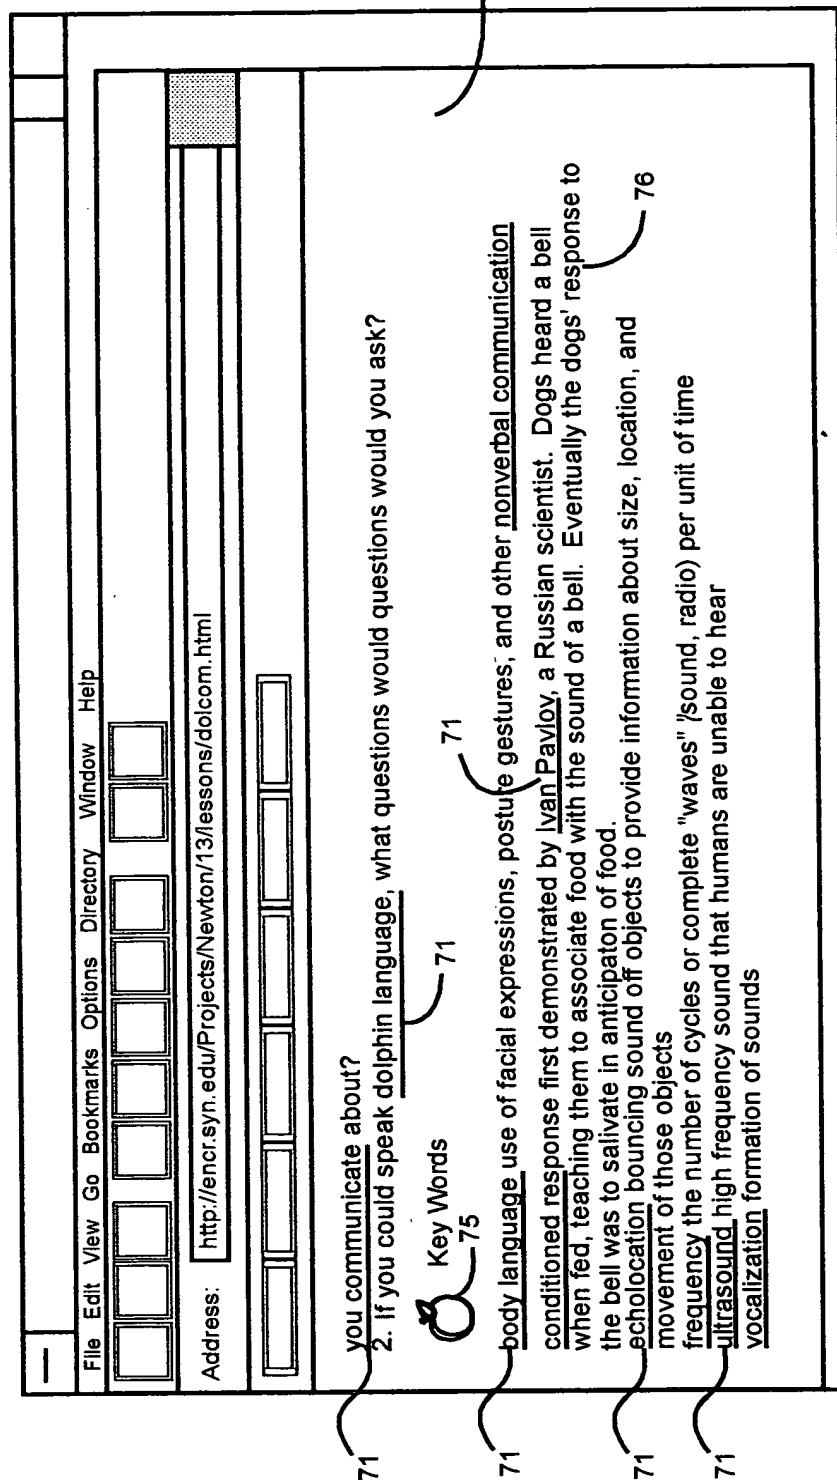 File Edit View Go Bookmarks Options Directory Window Help
Address: http://encr.syn.edu/Projects/Newton/13/lessons/dolcom.html
you communicate about?
71
2. If you could speak dolphin language, what questions would questions would you ask?
71
Key Words
75
body language use of facial expressions, posture gestures, and other nonverbal communication
71
71
conditioned response first demonstrated by Ivan Pavlov, a Russian scientist. Dogs heard a bell
when fed, teaching them to associate food with the sound of a bell. Eventually the dogs' response to
76
the bell was to salivate in anticipaton of food.
echolocation bouncing sound off objects to provide information about size, location, and
71
movement of those objects
frequency the number of cycles or complete "waves" "/sound, radio) per unit of time
ultrasound high frequency sound that humans are unable to hear
71
vocalization formation of sounds